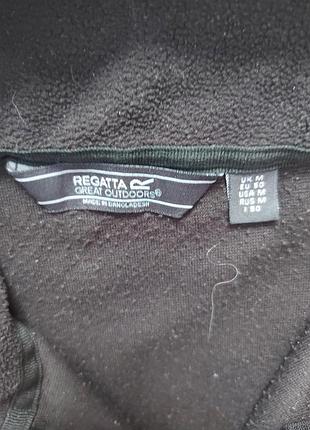 REGATTA
GREAT OUTDOORS®
MADE IN BANGLADESH
UK M
EU 50
USA M
RUS M
I 50